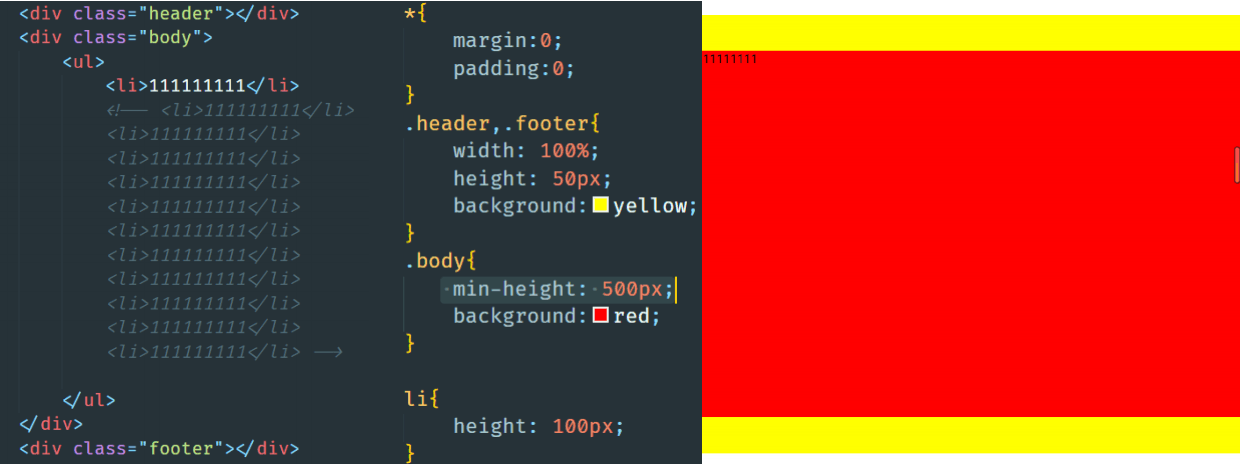 <div class="header"></div>
<div class="body">
<ul>
<li>111111111</li>
<!-- <li>111111111</li>
<li>111111111</li>
<li>111111111</li>
<li>111111111</li>
<li>111111111</li>
<li>111111111</li>
<li>111111111</li>
<li>111111111</li>
<li>111111111</li>
<li>111111111</li>
<li>111111111</li> -->
</ul>
</div>
<div class="footer"></div>
*{
margin:0;
padding:0;
}
.header,.footer{
width: 100%;
height: 50px;
background:yellow;
}
.body{
min-height: 500px;
background:red;
}
li{
height: 100px;
}
11111111